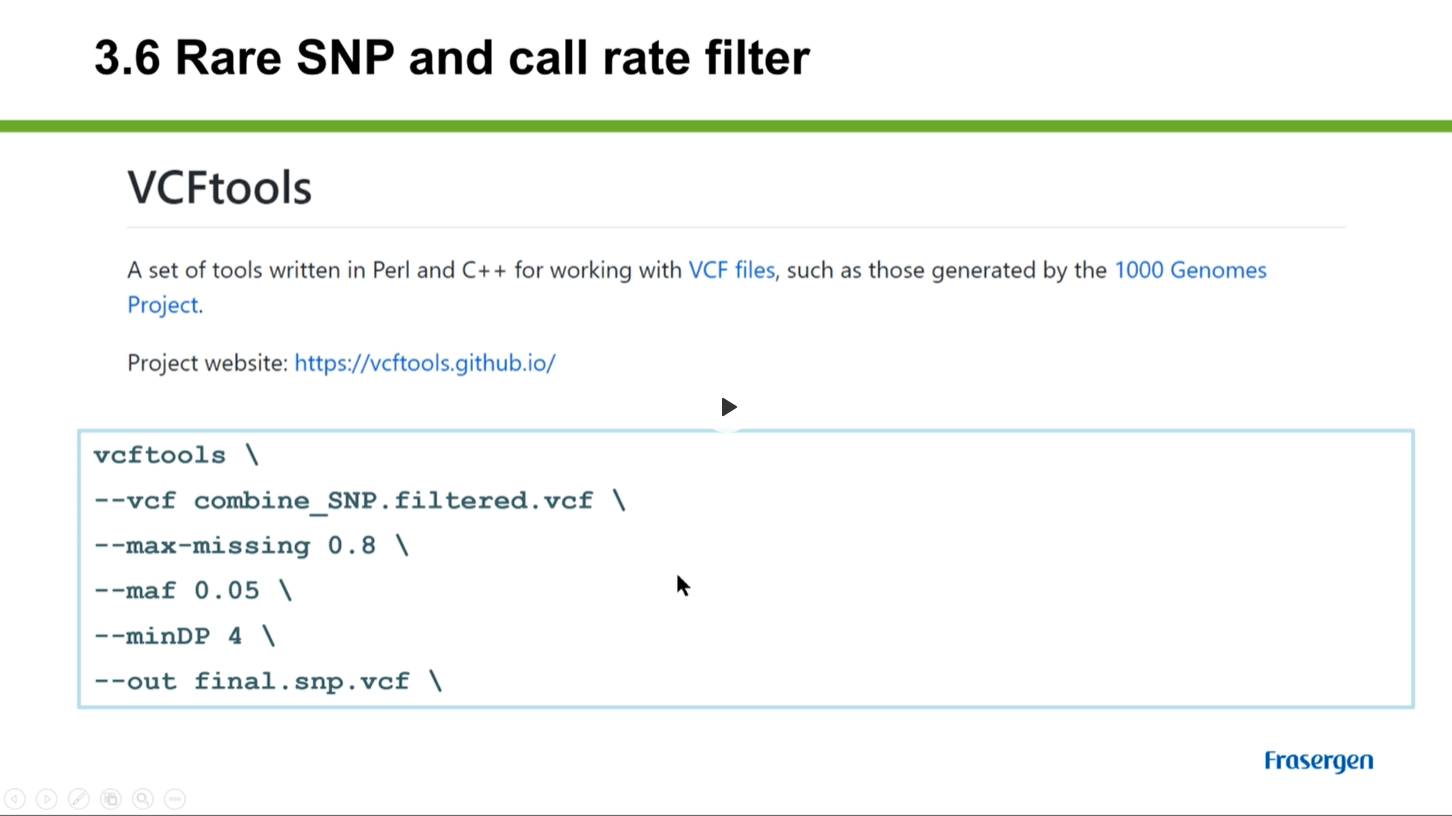 3.6 Rare SNP and call rate filter
VCFtools
A set of tools written in Perl and C++ for working with VCF files, such as those generated by the 1000 Genomes
Project.
Project website: https://vcftools.github.io/
vcftools \
--vcf combine_SNP.filtered.vcf \
--max-missing 0.8 \
--maf 0.05 \
--minDP 4 \
--out final.snp.vcf \
Frasergen